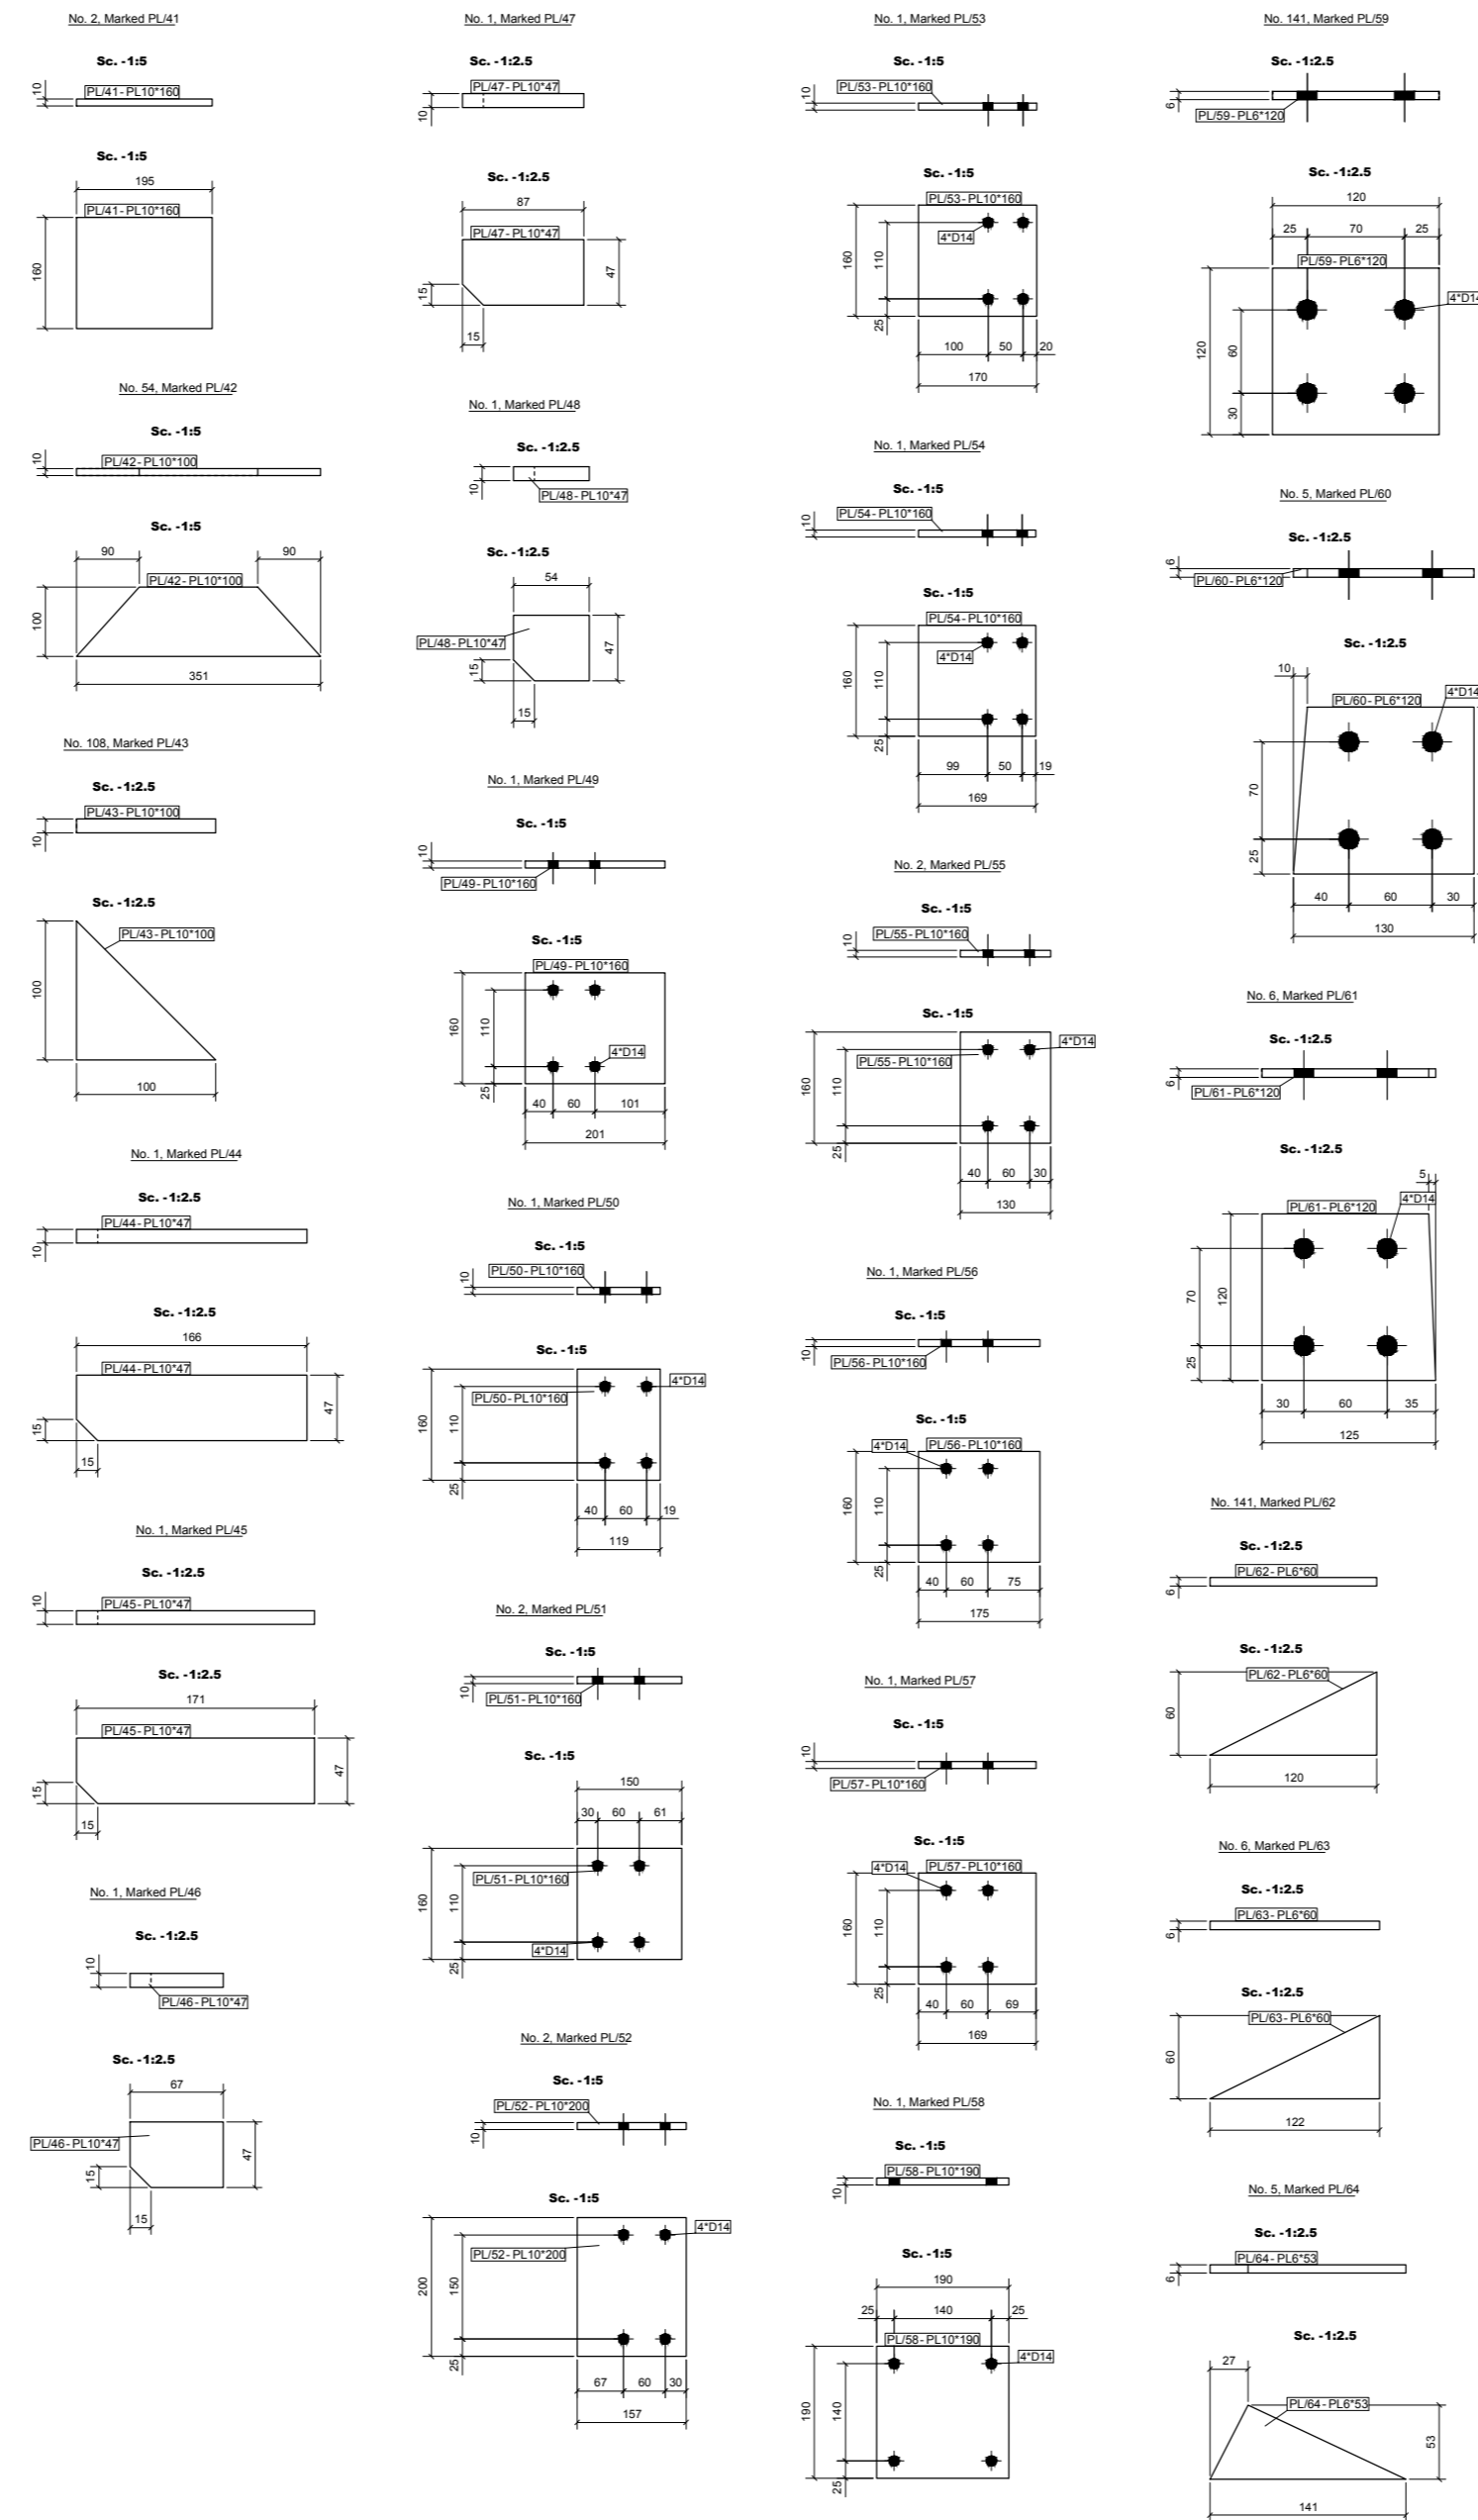 No. 2, Marked PL/41
Sc. -1:5
10
PL/41- PL10*160
Sc. -1:5
195
PL/41- PL10*160
160
No. 54, Marked PL/42
Sc. -1:5
10
PL/42- PL10*100
Sc. -1:5
90
90
PL/42- PL10*100
100
351
No. 108, Marked PL/43
Sc. -1:2.5
PL/43- PL10*100
10
Sc. -1:2.5
PL/43- PL10*100
100
100
No. 1, Marked PL/44
Sc. -1:2.5
PL/44- PL10*47
10
Sc. -1:2.5
166
PL/44- PL10*47
47
15
15
No. 1, Marked PL/45
Sc. -1:2.5
10
PL/45- PL10*47
Sc. -1:2.5
171
PL/45- PL10*47
47
15
15
No. 1, Marked PL/46
Sc. -1:2.5
10
PL/46- PL10*47
Sc. -1:2.5
67
PL/46- PL10*47
47
15
15
No. 1, Marked PL/47
Sc. -1:2.5
PL/47- PL10*47
10
Sc. -1:2.5
87
PL/47- PL10*47
47
15
15
No. 1, Marked PL/48
Sc. -1:2.5
10
PL/48- PL10*47
Sc. -1:2.5
54
PL/48- PL10*47
47
15
15
No. 1, Marked PL/49
Sc. -1:5
10
PL/49- PL10*160
Sc. -1:5
PL/49- PL10*160
160
110
4*D14
25
40
60
101
201
No. 1, Marked PL/50
Sc. -1:5
PL/50- PL10*160
10
Sc. -1:5
4*D14
PL/50- PL10*160
160
110
25
40
60
19
119
No. 2, Marked PL/51
Sc. -1:5
10
PL/51- PL10*160
Sc. -1:5
150
30
60
61
PL/51- PL10*160
160
110
4*D14
25
No. 2, Marked PL/52
Sc. -1:5
PL/52- PL10*200
10
Sc. -1:5
4*D14
PL/52- PL10*200
200
150
25
67
60
30
157
No. 1, Marked PL/53
Sc. -1:5
PL/53- PL10*160
10
Sc. -1:5
PL/53- PL10*160
4*D14
160
110
25
100
50
20
170
No. 1, Marked PL/54
Sc. -1:5
PL/54- PL10*160
10
Sc. -1:5
PL/54- PL10*160
4*D14
160
110
25
99
50
19
169
No. 2, Marked PL/55
Sc. -1:5
PL/55- PL10*160
10
Sc. -1:5
4*D14
PL/55- PL10*160
160
110
25
40
60
30
130
No. 1, Marked PL/56
Sc. -1:5
10
PL/56- PL10*160
Sc. -1:5
4*D14
PL/56- PL10*160
160
110
25
40
60
75
175
No. 1, Marked PL/57
Sc. -1:5
10
PL/57- PL10*160
Sc. -1:5
4*D14
PL/57- PL10*160
160
110
25
40
60
69
169
No. 1, Marked PL/58
Sc. -1:5
PL/58- PL10*190
10
Sc. -1:5
190
25
140
25
PL/58- PL10*190
4*D14
190
140
25
No. 141, Marked PL/59
Sc. -1:2.5
6
PL/59- PL6*120
Sc. -1:2.5
120
25
70
25
PL/59- PL6*120
120
60
30
No. 5, Marked PL/60
Sc. -1:2.5
6
PL/60- PL6*120
Sc. -1:2.5
10
4*D14
PL/60- PL6*120
70
25
40
60
30
130
No. 6, Marked PL/61
Sc. -1:2.5
6
PL/61- PL6*120
Sc. -1:2.5
5
4*D14
PL/61- PL6*120
120
70
25
30
60
35
125
No. 141, Marked PL/62
Sc. -1:2.5
PL/62- PL6*60
6
Sc. -1:2.5
PL/62- PL6*60
60
120
No. 6, Marked PL/63
Sc. -1:2.5
PL/63- PL6*60
6
Sc. -1:2.5
PL/63- PL6*60
60
122
No. 5, Marked PL/64
Sc. -1:2.5
PL/64- PL6*53
6
Sc. -1:2.5
27
PL/64- PL6*53
53
141